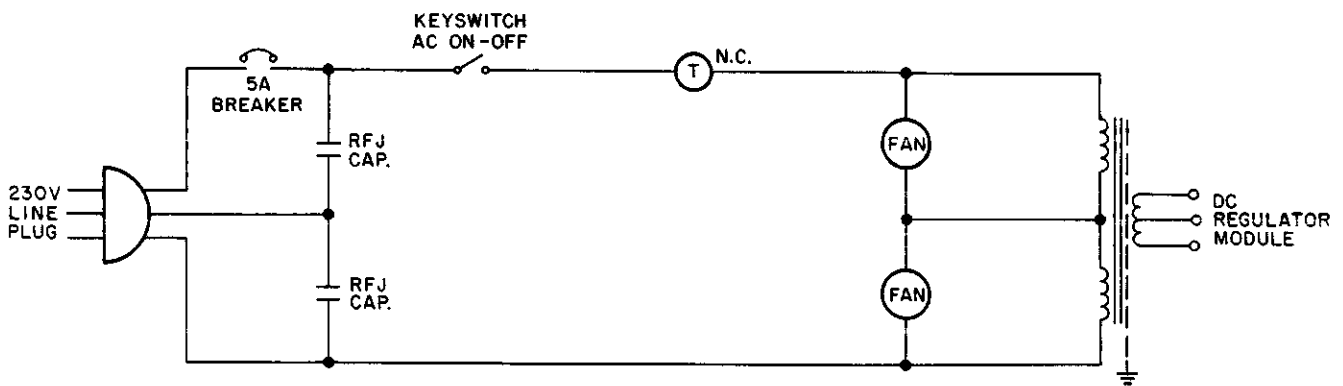 KEYSWITCH
AC ON-OFF
N.C.
T
5A
BREAKER
RFJ
CAP.
FAN
230V
LINE
PLUG
DC
REGULATOR
MODULE
RFJ
CAP.
FAN